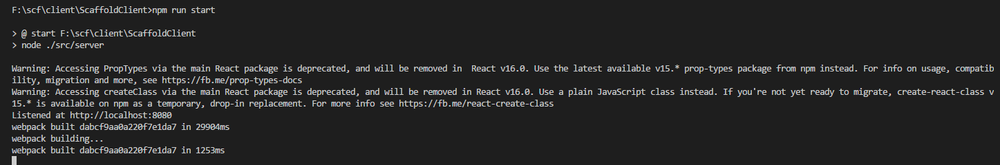 F:\scf\client\ScaffoldClient>npm run start
> @ start F:\scf\client\ScaffoldClient
> node ./src/server
Warning: Accessing PropTypes via the main React package is deprecated, and will be removed in  React v16.0. Use the latest available v15.* prop-types package from npm instead. For info on usage, compatib
ility, migration and more, see https://fb.me/prop-types-docs
Warning: Accessing createClass via the main React package is deprecated, and will be removed in React v16.0. Use a plain JavaScript class instead. If you're not yet ready to migrate, create-react-class v
15.* is available on npm as a temporary, drop-in replacement. For more info see https://fb.me/react-create-class
Listened at http://localhost:8080
webpack built dabcf9aa0a220f7e1da7 in 29904ms
webpack building...
webpack built dabcf9aa0a220f7e1da7 in 1253ms